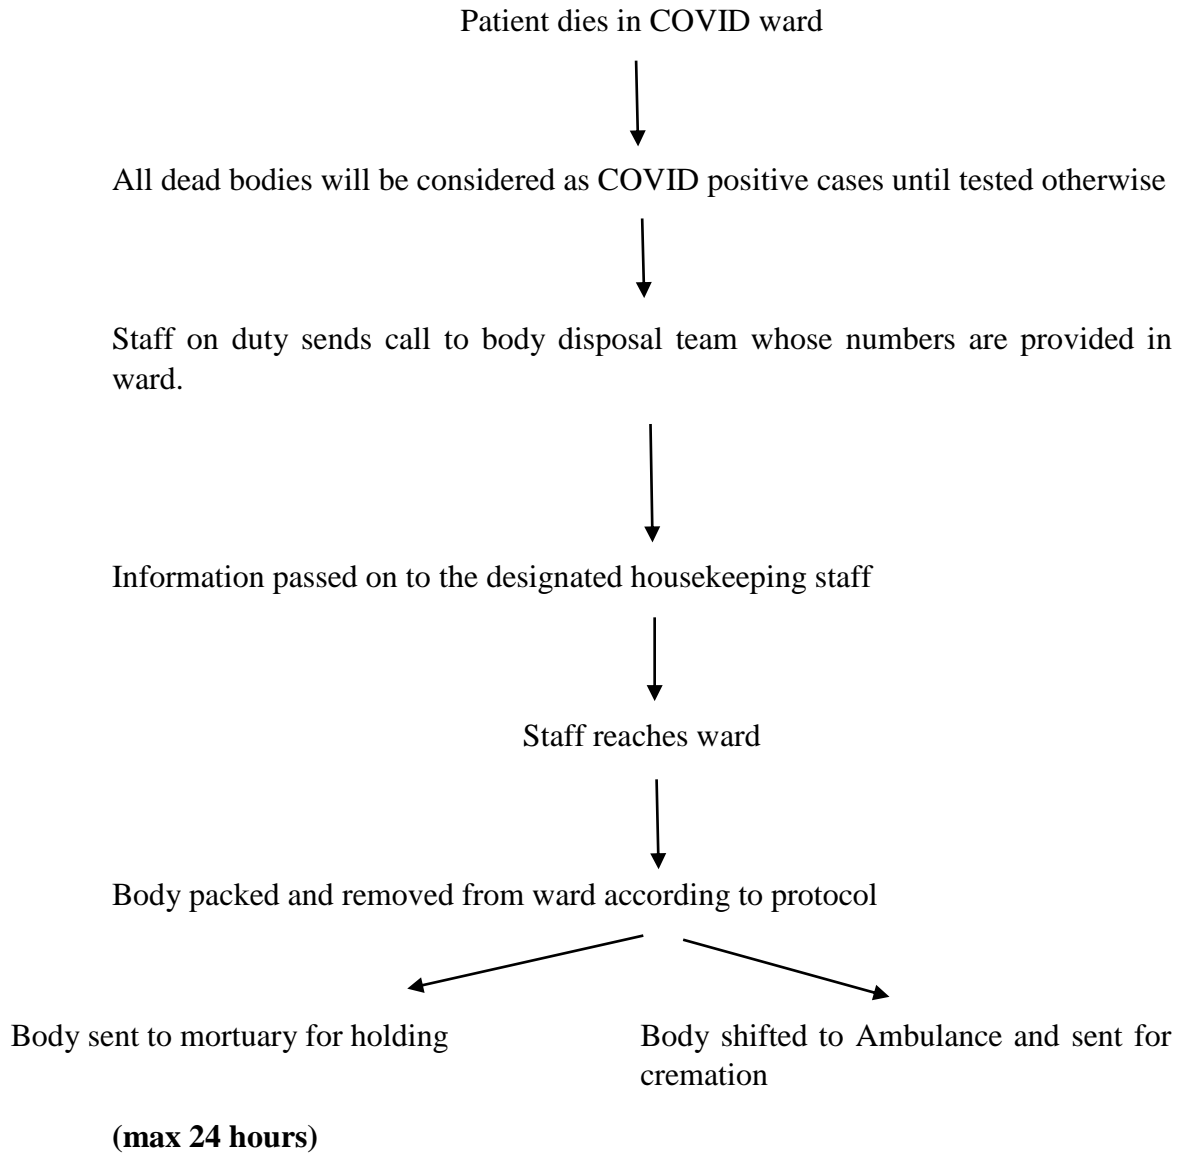 Patient dies in COVID ward
All dead bodies will be considered as COVID positive cases until tested otherwise
Staff on duty sends call to body disposal team whose numbers are provided in
ward.
Information passed on to the designated housekeeping staff
Staff reaches ward
Body packed and removed from ward according to protocol
Body sent to mortuary for holding
(max 24 hours)
Body shifted to Ambulance and sent for
cremation